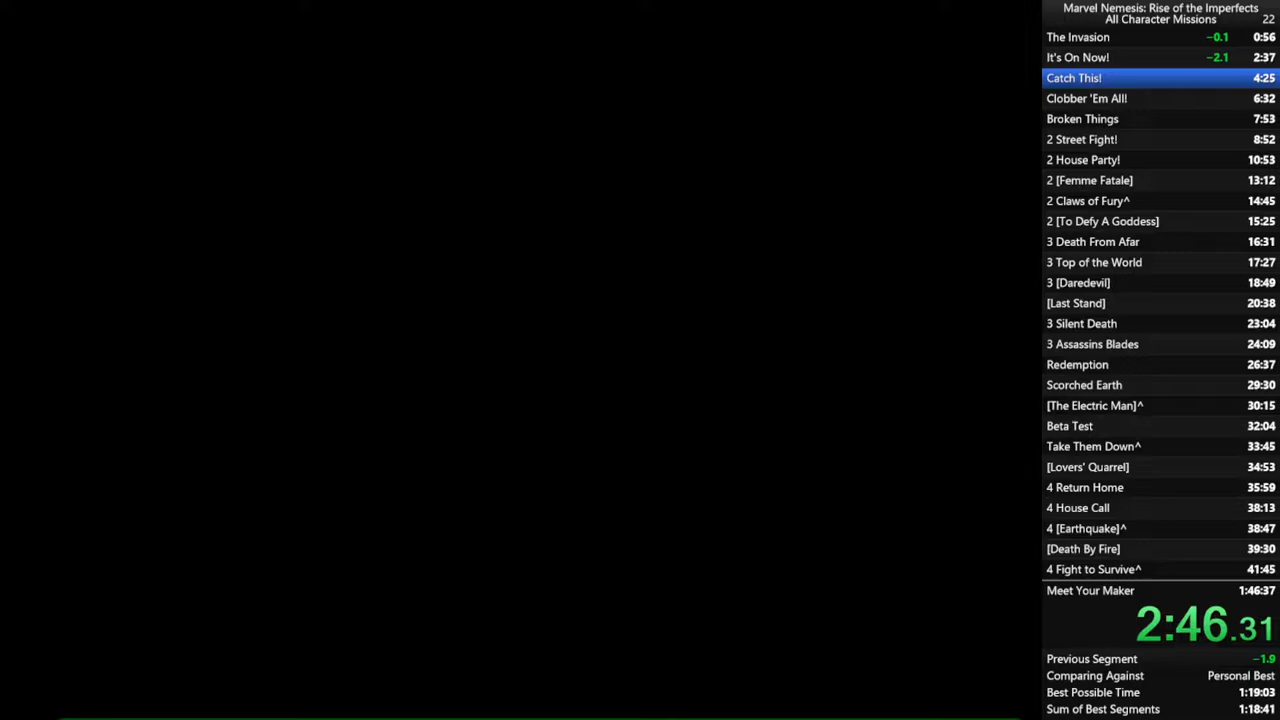 Marvel Nemesis: Rise of the Imperfects
All Character Missions 22
The Invasion −0.1 0:56
It's On Now! −2.1 2:37
Catch This! 4:25
Clobber 'Em All! 6:32
Broken Things 7:53
2 Street Fight! 8:52
2 House Party! 10:53
2 [Femme Fatale] 13:12
2 Claws of Fury^ 14:45
2 [To Defy A Goddess] 15:25
3 Death From Afar 16:31
3 Top of the World 17:27
3 [Daredevil] 18:49
[Last Stand] 20:38
3 Silent Death 23:04
3 Assassins Blades 24:09
Redemption 26:37
Scorched Earth 29:30
[The Electric Man]^ 30:15
Beta Test 32:04
Take Them Down^ 33:45
[Lovers' Quarrel] 34:53
4 Return Home 35:59
4 House Call 38:13
4 [Earthquake]^ 38:47
[Death By Fire] 39:30
4 Fight to Survive^ 41:45
Meet Your Maker 1:46:37
2:46.31
Previous Segment −1.9
Comparing Against Personal Best
Best Possible Time 1:19:03
Sum of Best Segments 1:18:41